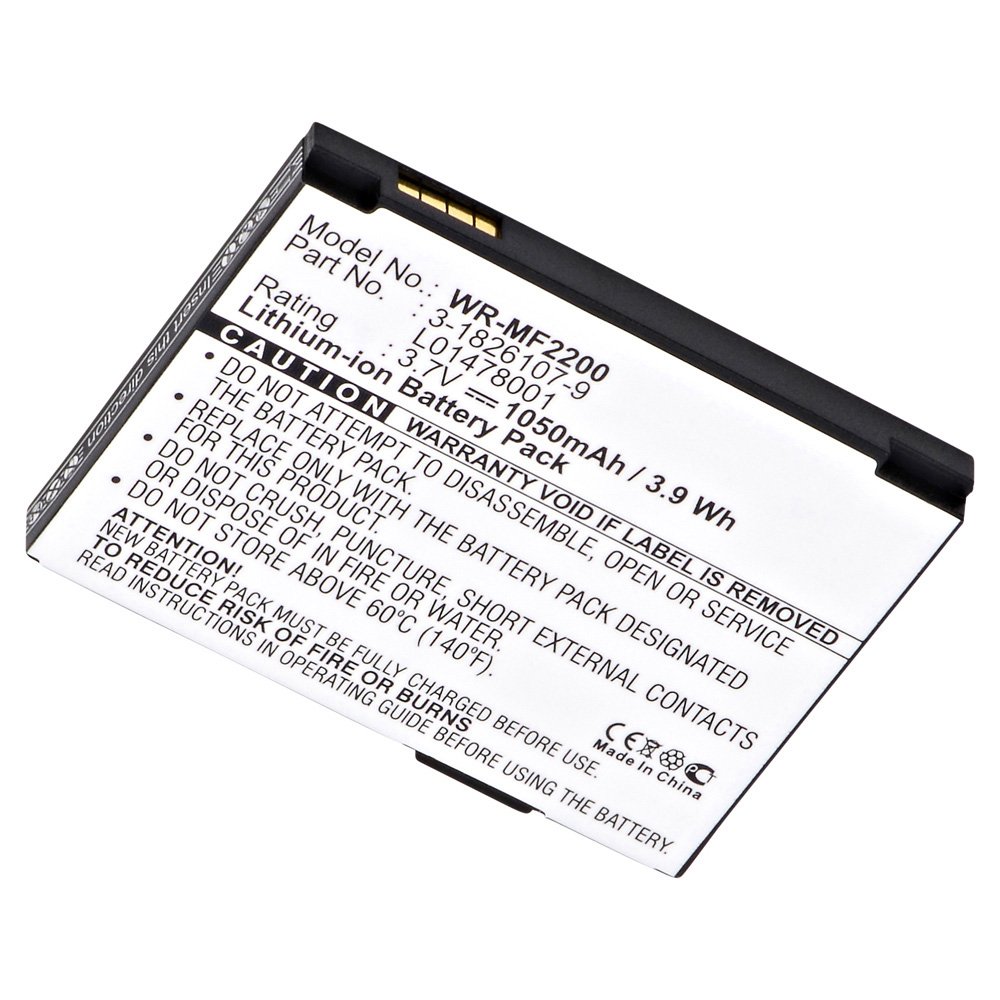 Insert in this direction
Model No.: WR-MF2200
Part No. : 3-1826107-9
L01478001
Rating : 3.7V 1050mAh / 3.9 Wh
Lithium-ion Battery Pack
CAUTION WARRANTY VOID IF LABEL IS REMOVED
DO NOT ATTEMPT TO DISASSEMBLE, OPEN OR SERVICE
REPLACE ONLY WITH THE BATTERY PACK DESIGNATED
FOR THIS PRODUCT.
DO NOT CRUSH, PUNCTURE, SHORT EXTERNAL CONTACTS
OR DISPOSE OF IN FIRE OR WATER.
DO NOT STORE ABOVE 60°C (140°F).
ATTENTION!
NEW BATTERY PACK MUST BE FULLY CHARGED BEFORE USE.
TO REDUCE RISK OF FIRE OR BURNS
READ INSTRUCTIONS IN OPERATING GUIDE BEFORE USING THE BATTERY.
CE
Made In China